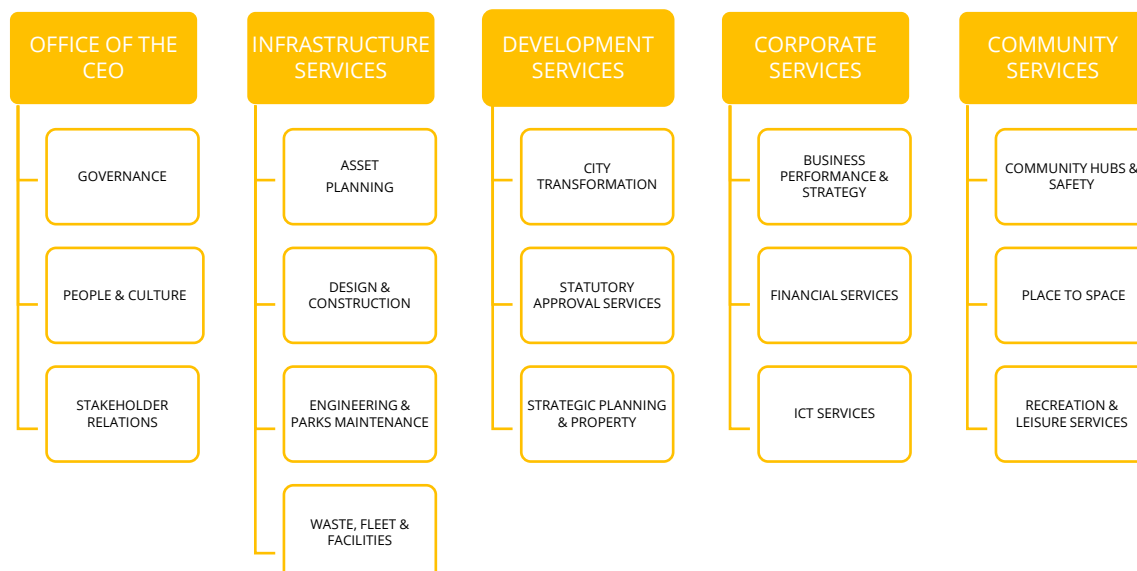 OFFICE OF THE
CEO
GOVERNANCE
PEOPLE & CULTURE
STAKEHOLDER
RELATIONS
INFRASTRUCTURE
SERVICES
ASSET
PLANNING
DESIGN &
CONSTRUCTION
ENGINEERING &
PARKS MAINTENANCE
WASTE, FLEET &
FACILITIES
DEVELOPMENT
SERVICES
CITY
TRANSFORMATION
STATUTORY
APPROVAL SERVICES
STRATEGIC PLANNING
& PROPERTY
CORPORATE
SERVICES
BUSINESS
PERFORMANCE &
STRATEGY
FINANCIAL SERVICES
ICT SERVICES
COMMUNITY
SERVICES
COMMUNITY HUBS &
SAFETY
PLACE TO SPACE
RECREATION &
LEISURE SERVICES